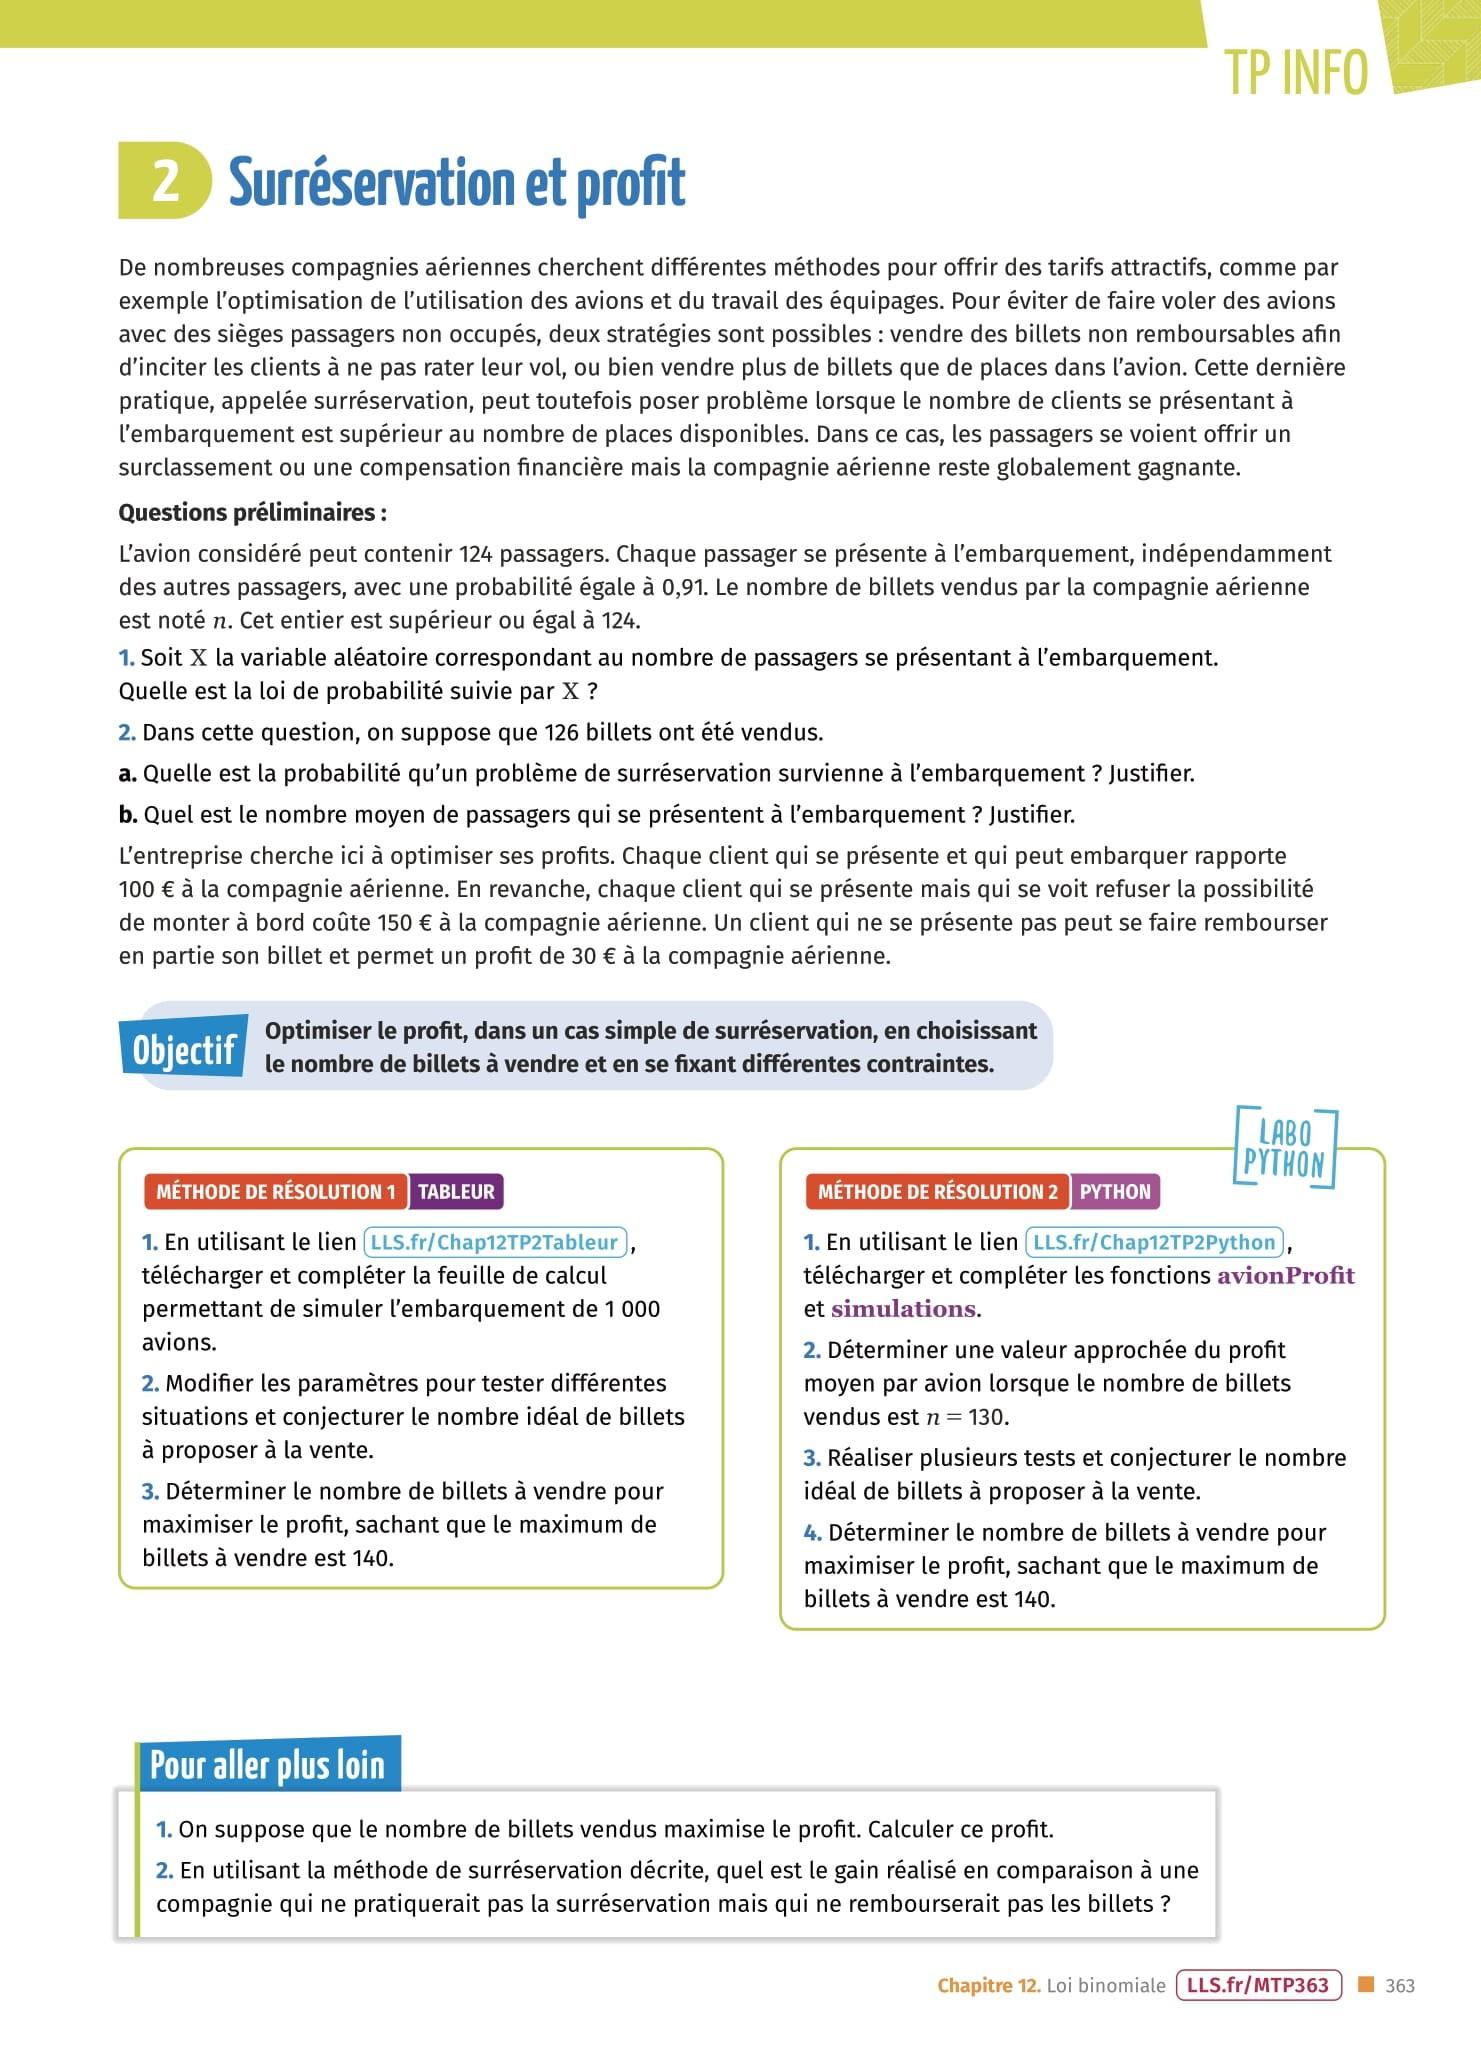 TP INFO
2 Surréservation et profit
De nombreuses compagnies aériennes cherchent différentes méthodes pour offrir des tarifs attractifs, comme par
exemple l’optimisation de l’utilisation des avions et du travail des équipages. Pour éviter de faire voler des avions
avec des sièges passagers non occupés, deux stratégies sont possibles : vendre des billets non remboursables afin
d’inciter les clients à ne pas rater leur vol, ou bien vendre plus de billets que de places dans l’avion. Cette dernière
pratique, appelée surréservation, peut toutefois poser problème lorsque le nombre de clients se présentant à
l’embarquement est supérieur au nombre de places disponibles. Dans ce cas, les passagers se voient offrir un
surclassement ou une compensation financière mais la compagnie aérienne reste globalement gagnante.
Questions préliminaires :
L’avion considéré peut contenir 124 passagers. Chaque passager se présente à l’embarquement, indépendamment
des autres passagers, avec une probabilité égale à 0,91. Le nombre de billets vendus par la compagnie aérienne
est noté n. Cet entier est supérieur ou égal à 124.
1. Soit X la variable aléatoire correspondant au nombre de passagers se présentant à l’embarquement.
Quelle est la loi de probabilité suivie par X ?
2. Dans cette question, on suppose que 126 billets ont été vendus.
a. Quelle est la probabilité qu’un problème de surréservation survienne à l’embarquement ? Justifier.
b. Quel est le nombre moyen de passagers qui se présentent à l’embarquement ? Justifier.
L’entreprise cherche ici à optimiser ses profits. Chaque client qui se présente et qui peut embarquer rapporte
100 € à la compagnie aérienne. En revanche, chaque client qui se présente mais qui se voit refuser la possibilité
de monter à bord coûte 150 € à la compagnie aérienne. Un client qui ne se présente pas peut se faire rembourser
en partie son billet et permet un profit de 30 € à la compagnie aérienne.
Objectif
Optimiser le profit, dans un cas simple de surréservation, en choisissant
le nombre de billets à vendre et en se fixant différentes contraintes.
MÉTHODE DE RÉSOLUTION 1 TABLEUR
1. En utilisant le lien LLS.fr/Chap12TP2Tableur ,
télécharger et compléter la feuille de calcul
permettant de simuler l’embarquement de 1 000
avions.
2. Modifier les paramètres pour tester différentes
situations et conjecturer le nombre idéal de billets
à proposer à la vente.
3. Déterminer le nombre de billets à vendre pour
maximiser le profit, sachant que le maximum de
billets à vendre est 140.
LABO
PYTHON
MÉTHODE DE RÉSOLUTION 2 PYTHON
1. En utilisant le lien LLS.fr/Chap12TP2Python ,
télécharger et compléter les fonctions avionProfit
et simulations.
2. Déterminer une valeur approchée du profit
moyen par avion lorsque le nombre de billets
vendus est n = 130.
3. Réaliser plusieurs tests et conjecturer le nombre
idéal de billets à proposer à la vente.
4. Déterminer le nombre de billets à vendre pour
maximiser le profit, sachant que le maximum de
billets à vendre est 140.
Pour aller plus loin
1. On suppose que le nombre de billets vendus maximise le profit. Calculer ce profit.
2. En utilisant la méthode de surréservation décrite, quel est le gain réalisé en comparaison à une
compagnie qui ne pratiquerait pas la surréservation mais qui ne rembourserait pas les billets ?
Chapitre 12. Loi binomiale LLS.fr/MTP363 363